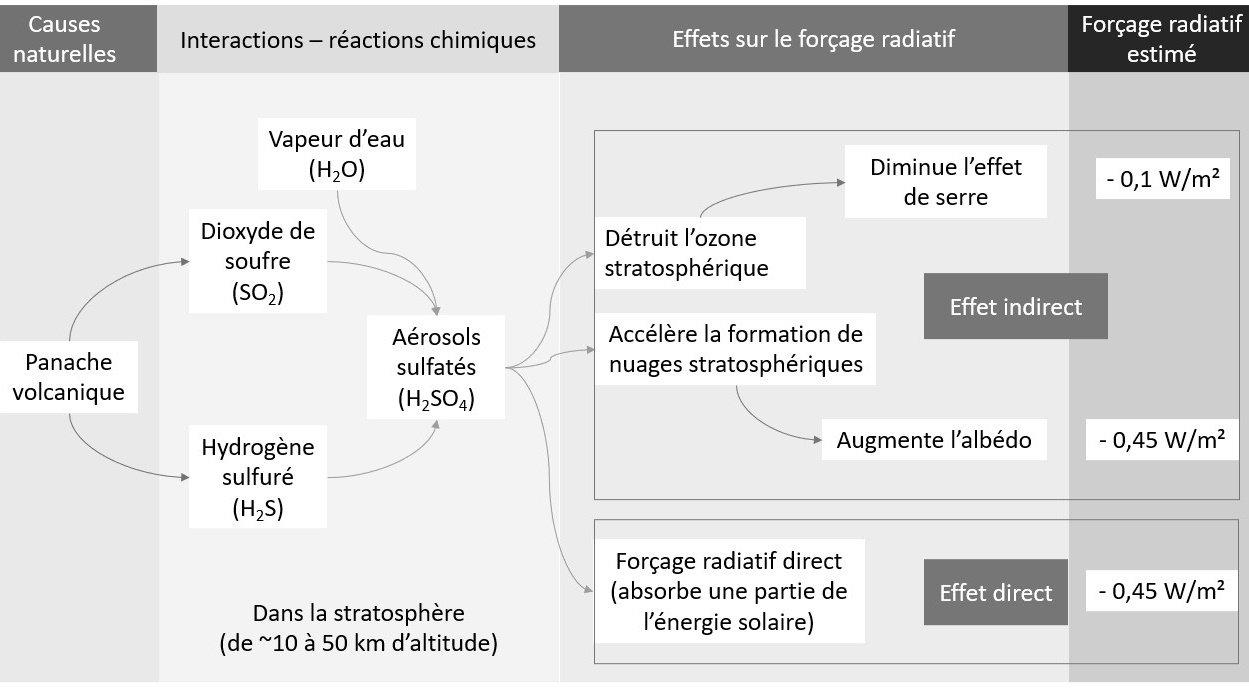 Causes
naturelles
Interactions – réactions chimiques
Effets sur le forçage radiatif
Forçage radiatif
estimé
Vapeur d’eau
(H₂O)
Dioxyde de
soufre
(SO₂)
Panache
volcanique
Aérosols
sulfatés
(H₂SO₄)
Hydrogène
sulfuré
(H₂S)
Dans la stratosphère
(de ~10 à 50 km d’altitude)
Diminue l’effet
de serre
- 0,1 W/m²
Détruit l’ozone
stratosphérique
Effet indirect
Accélère la formation de
nuages stratosphériques
Augmente l’albédo
- 0,45 W/m²
Forçage radiatif direct
(absorbe une partie de
l’énergie solaire)
Effet direct
- 0,45 W/m²